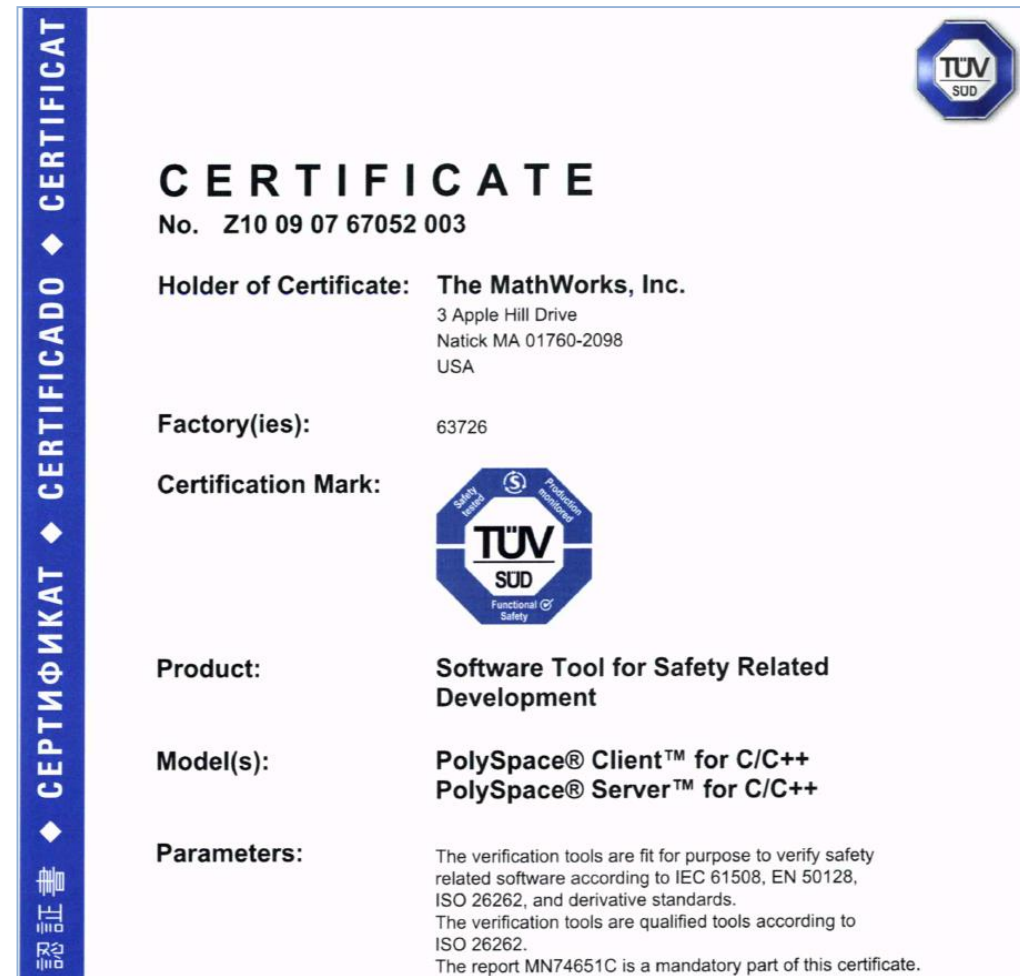 認証書 ◆ СЕРТИФИКАТ ◆ CERTIFICADO ◆ CERTIFICAT
TÜV
SÜD
CERTIFICATE
No. Z10 09 07 67052 003
Holder of Certificate: The MathWorks, Inc.
3 Apple Hill Drive
Natick MA 01760-2098
USA
Factory(ies): 63726
Certification Mark:
Safety tested
S
Production monitored
TÜV
SÜD
Functional
Safety
Product: Software Tool for Safety Related
Development
Model(s): PolySpace® Client™ for C/C++
PolySpace® Server™ for C/C++
Parameters: The verification tools are fit for purpose to verify safety
related software according to IEC 61508, EN 50128,
ISO 26262, and derivative standards.
The verification tools are qualified tools according to
ISO 26262.
The report MN74651C is a mandatory part of this certificate.